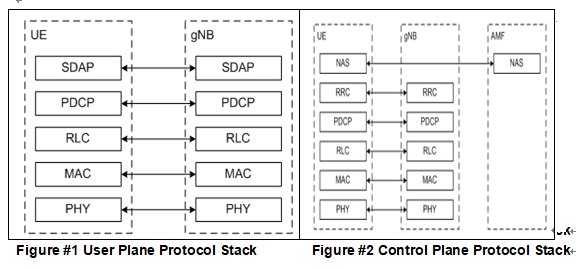 UE gNB
SDAP SDAP
PDCP PDCP
RLC RLC
MAC MAC
PHY PHY
Figure #1 User Plane Protocol Stack
UE gNB AMF
NAS NAS
RRC RRC
PDCP PDCP
RLC RLC
MAC MAC
PHY PHY
Figure #2 Control Plane Protocol Stack